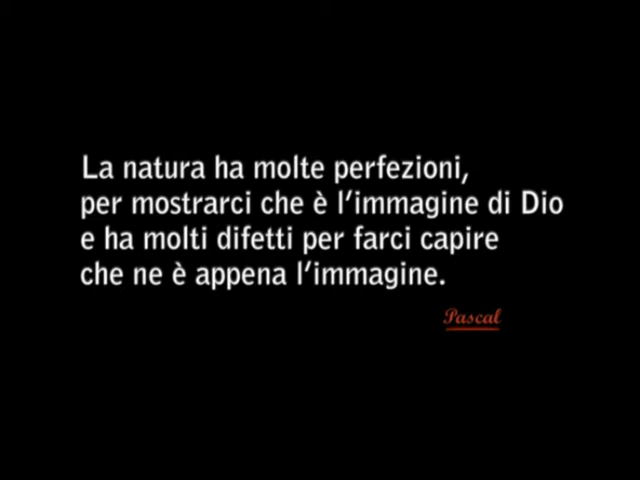 La natura ha molte perfezioni,
per mostrarci che è l'immagine di Dio
e ha molti difetti per farci capire
che ne è appena l'immagine.
Pascal